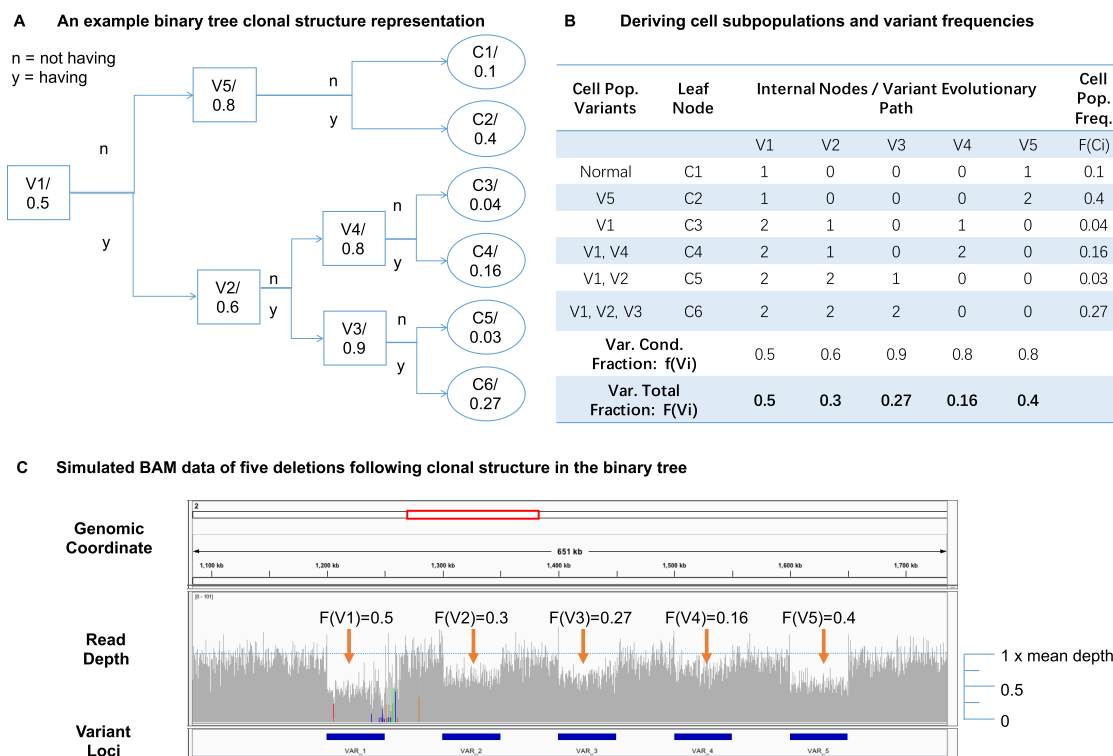 A An example binary tree clonal structure representation
n = not having
y = having
V1/
0.5
n
y
V5/
0.8
n
y
C1/
0.1
C2/
0.4
V2/
0.6
n
y
V4/
0.8
n
y
C3/
0.04
C4/
0.16
V3/
0.9
n
y
C5/
0.03
C6/
0.27
B Deriving cell subpopulations and variant frequencies
Cell Pop. Variants Leaf Node Internal Nodes / Variant Evolutionary Path Cell Pop. Freq.
V1 V2 V3 V4 V5 F(Ci)
Normal C1 1 0 0 0 1 0.1
V5 C2 1 0 0 0 2 0.4
V1 C3 2 1 0 1 0 0.04
V1, V4 C4 2 1 0 2 0 0.16
V1, V2 C5 2 2 1 0 0 0.03
V1, V2, V3 C6 2 2 2 0 0 0.27
Var. Cond. Fraction: f(Vi) 0.5 0.6 0.9 0.8 0.8
Var. Total Fraction: F(Vi) 0.5 0.3 0.27 0.16 0.4
C Simulated BAM data of five deletions following clonal structure in the binary tree
Genomic
Coordinate
2
651 kb
1,100 kb 1,200 kb 1,300 kb 1,400 kb 1,500 kb 1,600 kb 1,700 kb
Read
Depth
[0 - 101]
F(V1)=0.5 F(V2)=0.3 F(V3)=0.27 F(V4)=0.16 F(V5)=0.4
1 x mean depth
0.5
0
Variant
Loci
VAR_1 VAR_2 VAR_3 VAR_4 VAR_5